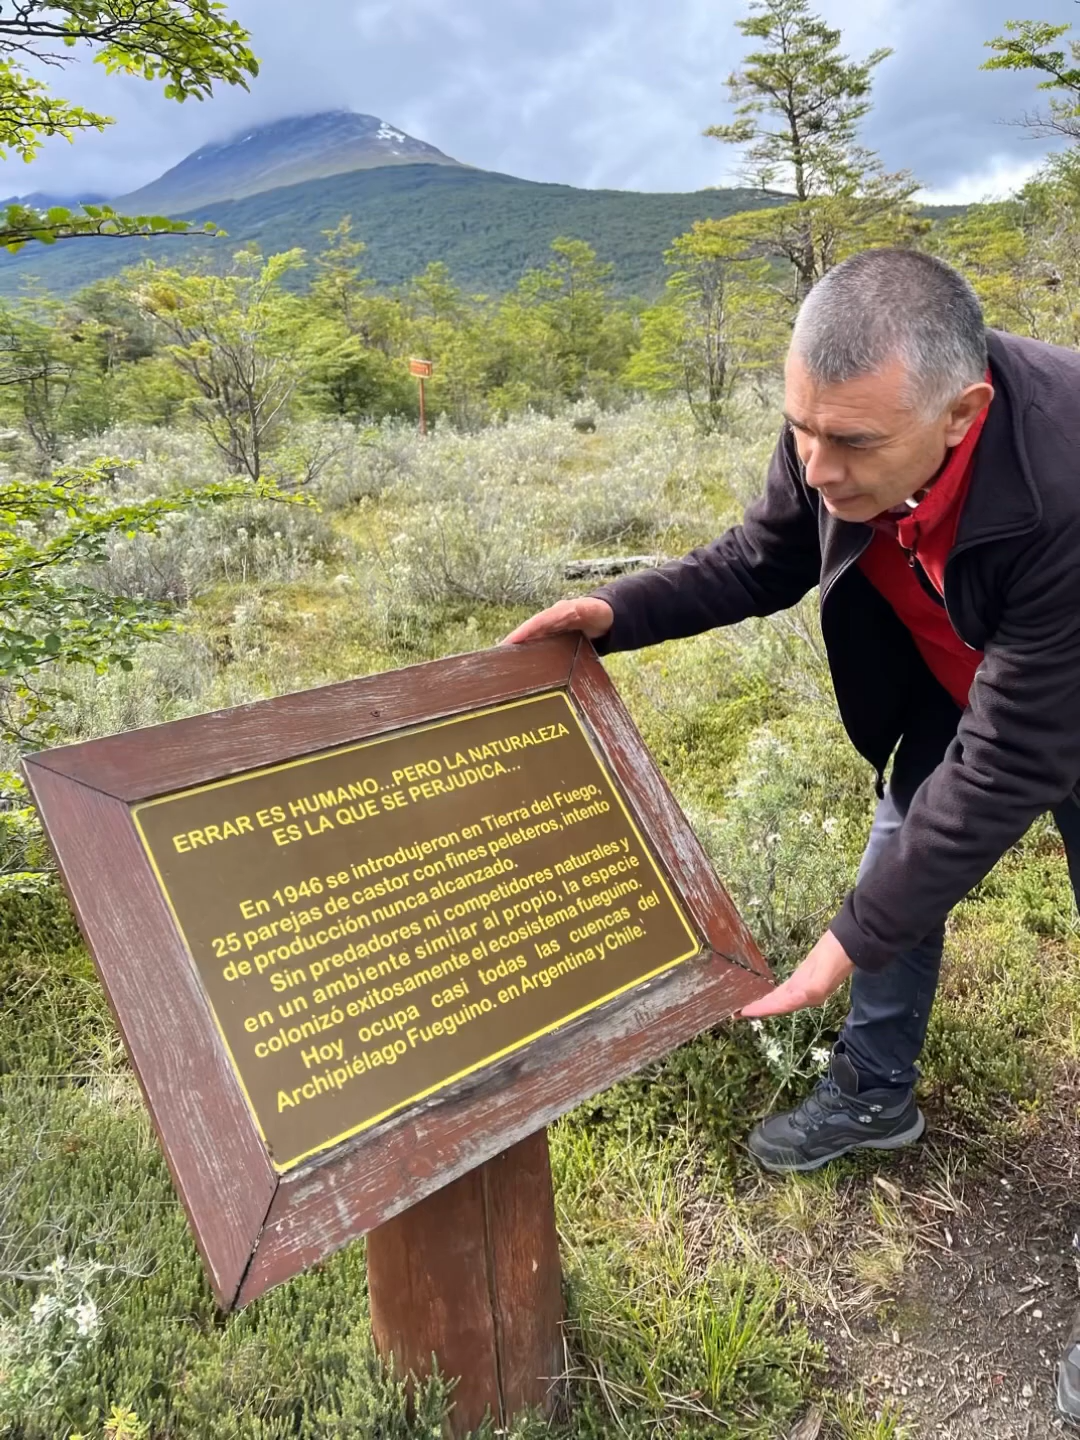 ERRAR ES HUMANO...PERO LA NATURALEZA
ES LA QUE SE PERJUDICA...
En 1946 se introdujeron en Tierra del Fuego,
25 parejas de castor con fines peleteros, intento
de producción nunca alcanzado.
Sin predadores ni competidores naturales y
en un ambiente similar al propio, la especie
colonizó exitosamente el ecosistema fueguino.
Hoy ocupa casi todas las cuencas del
Archipiélago Fueguino. en Argentina y Chile.